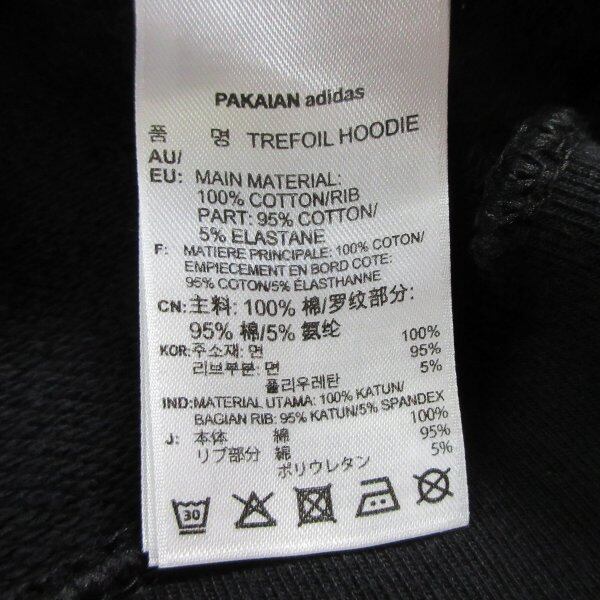 PAKAIAN adidas
품 명 TREFOIL HOODIE
AU/
EU: MAIN MATERIAL:
100% COTTON/RIB
PART: 95% COTTON/
5% ELASTANE
F: MATIERE PRINCIPALE: 100% COTON/
EMPIECEMENT EN BORD COTE:
95% COTON/5% ÉLASTHANNE
CN: 主料: 100% 棉/罗纹部分:
95% 棉/5% 氨纶
KOR: 주소재: 면 100%
리브부분: 면 95%
폴리우레탄 5%
IND: MATERIAL UTAMA: 100% KATUN/
BAGIAN RIB: 95% KATUN/5% SPANDEX
J: 本体 綿 100%
リブ部分 綿 95%
ポリウレタン 5%
30